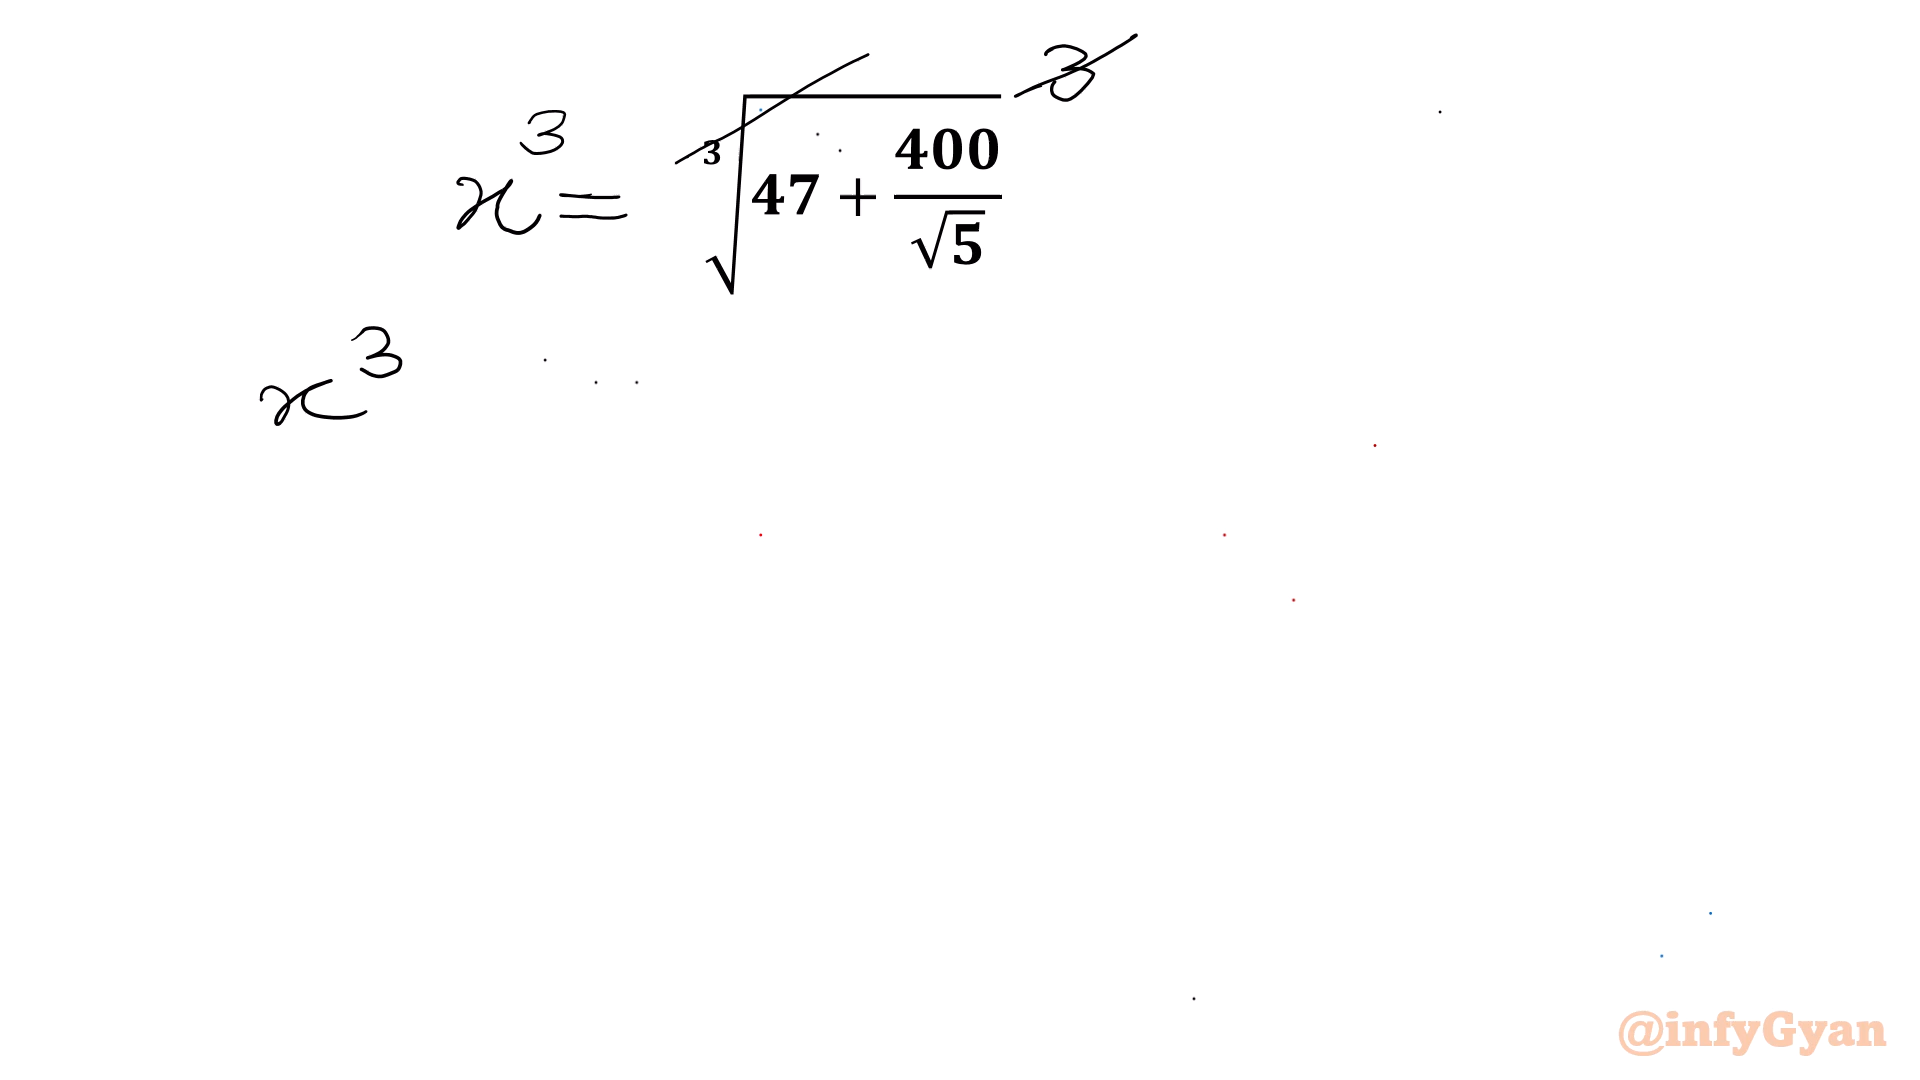 x³ = ∛(47 + 400/√5)³
x³
@infyGyan